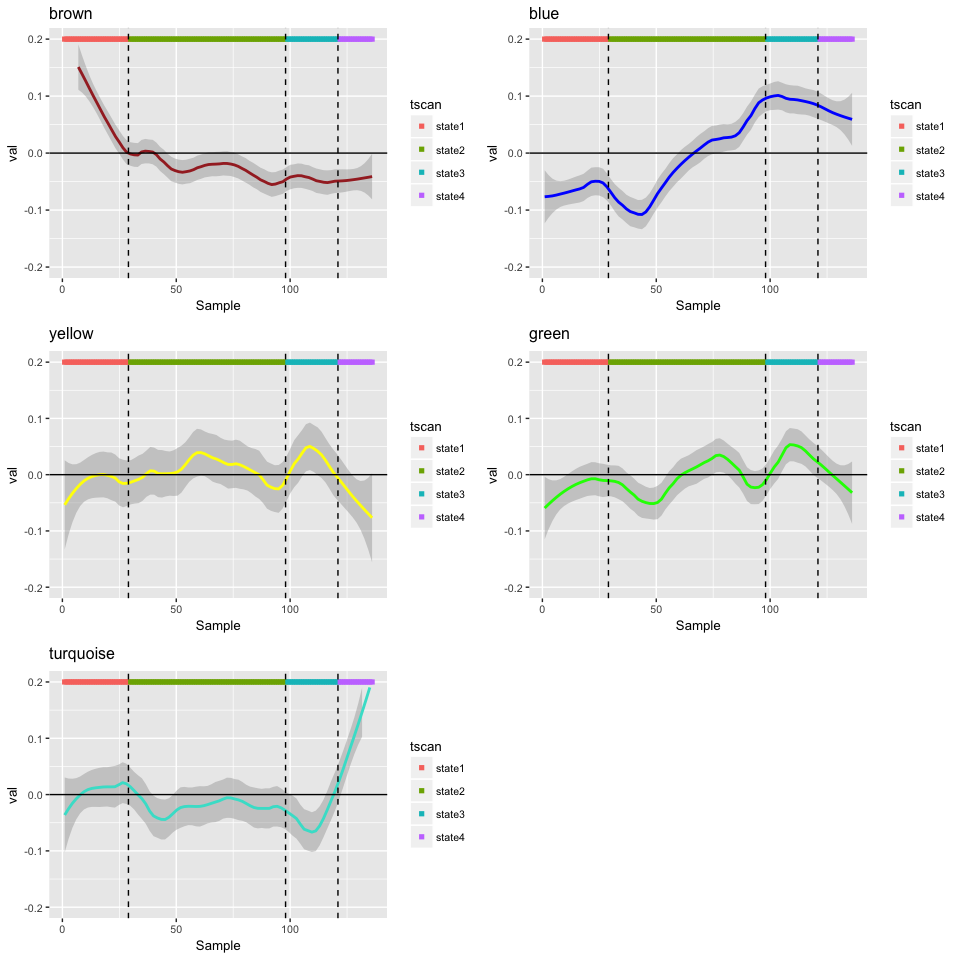 brown
0.2
0.1
0.0
-0.1
-0.2
val
0 50 100
Sample
tscan
state1
state2
state3
state4
blue
0.2
0.1
0.0
-0.1
-0.2
val
0 50 100
Sample
tscan
state1
state2
state3
state4
yellow
0.2
0.1
0.0
-0.1
-0.2
val
0 50 100
Sample
tscan
state1
state2
state3
state4
green
0.2
0.1
0.0
-0.1
-0.2
val
0 50 100
Sample
tscan
state1
state2
state3
state4
turquoise
0.2
0.1
0.0
-0.1
-0.2
val
0 50 100
Sample
tscan
state1
state2
state3
state4